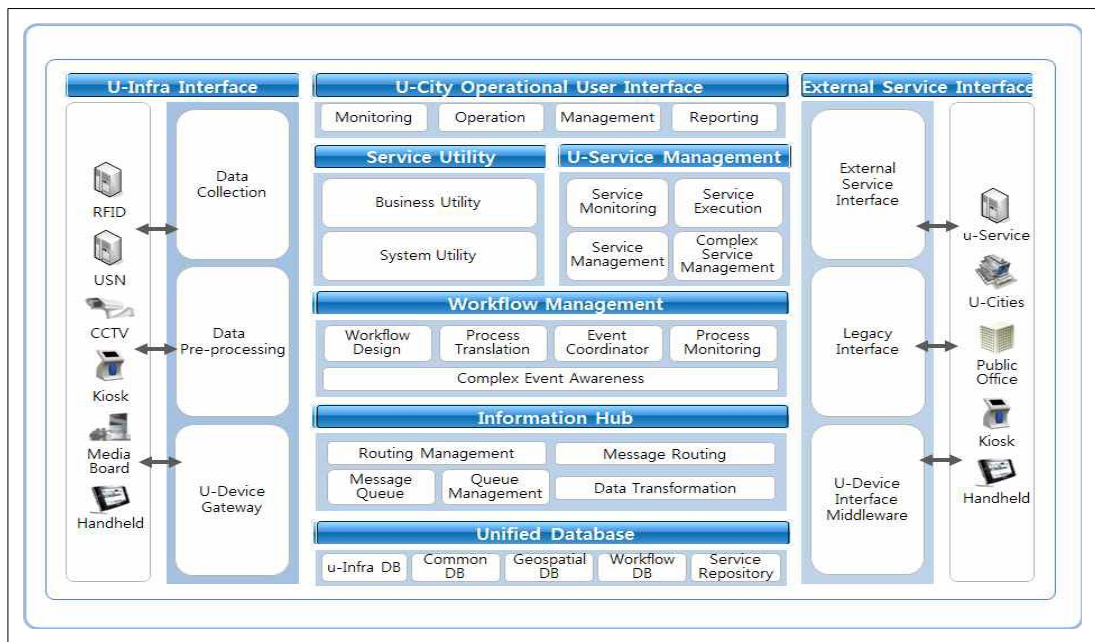 U-Infra Interface
RFID
USN
CCTV
Kiosk
Media
Board
Handheld
Data
Collection
Data
Pre-processing
U-Device
Gateway
U-City Operational User Interface
Monitoring
Operation
Management
Reporting
Service Utility
Business Utility
System Utility
U-Service Management
Service
Monitoring
Service
Execution
Service
Management
Complex
Service
Management
Workflow Management
Workflow
Design
Process
Translation
Event
Coordinator
Process
Monitoring
Complex Event Awareness
Information Hub
Routing Management
Message Routing
Message
Queue
Queue
Management
Data Transformation
Unified Database
u-Infra DB
Common
DB
Geospatial
DB
Workflow
DB
Service
Repository
External Service Interface
External
Service
Interface
Legacy
Interface
U-Device
Interface
Middleware
u-Service
U-Cities
Public
Office
Kiosk
Handheld